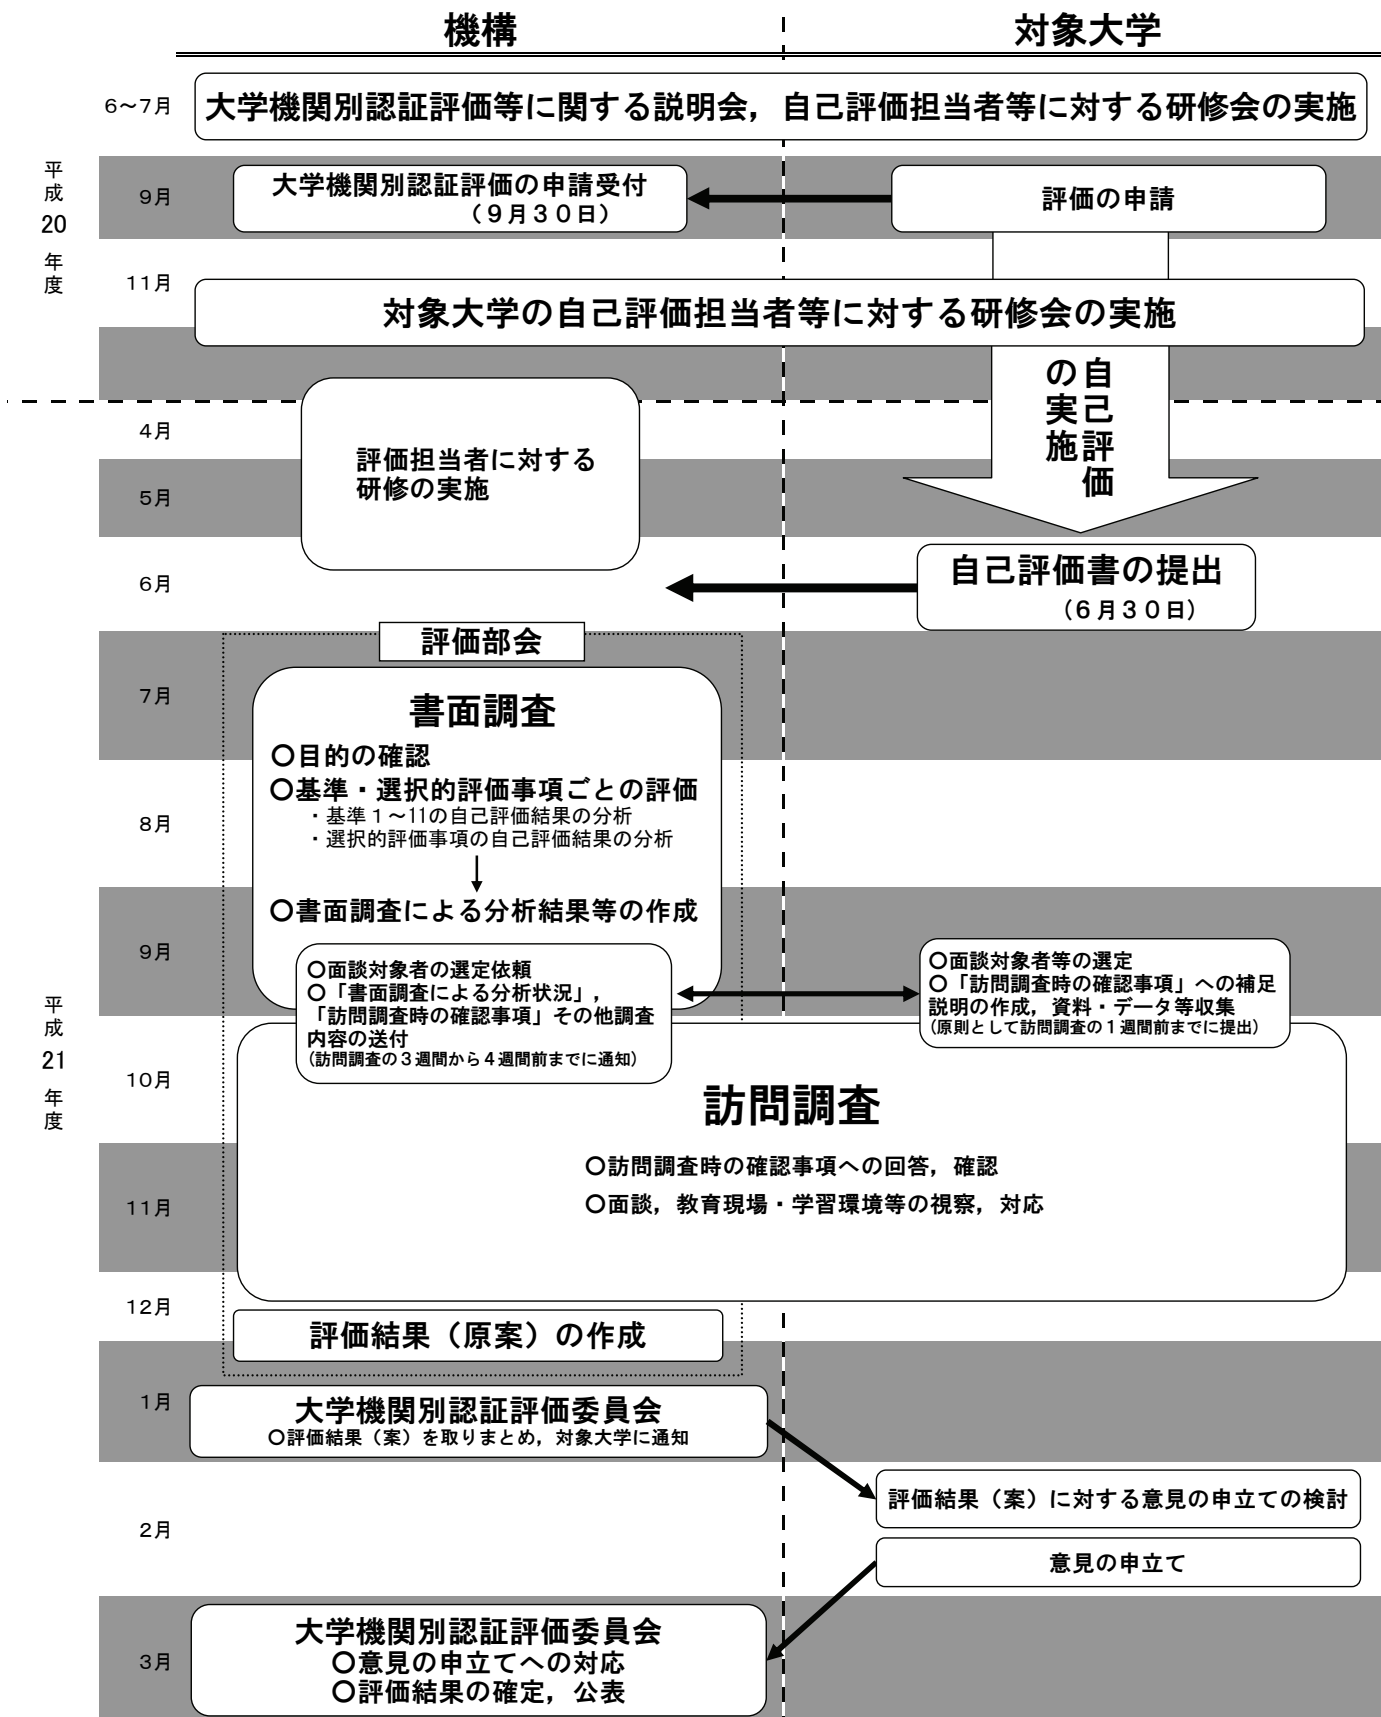 機構
対象大学
平成20年度
6～7月
大学機関別認証評価等に関する説明会，自己評価担当者等に対する研修会の実施
9月
大学機関別認証評価の申請受付
（９月３０日）
評価の申請
11月
対象大学の自己評価担当者等に対する研修会の実施
自己評価
の実施
平成21年度
4月
評価担当者に対する
研修の実施
5月
6月
自己評価書の提出
（６月３０日）
評価部会
7月
書面調査
〇目的の確認
〇基準・選択的評価事項ごとの評価
・基準１～11の自己評価結果の分析
8月
・選択的評価事項の自己評価結果の分析
〇書面調査による分析結果等の作成
9月
〇面談対象者の選定依頼
〇「書面調査による分析状況」，
「訪問調査時の確認事項」その他調査
内容の送付
（訪問調査の３週間から４週間前までに通知）
〇面談対象者等の選定
〇「訪問調査時の確認事項」への補足
説明の作成，資料・データ等収集
（原則として訪問調査の１週間前までに提出）
10月
訪問調査
〇訪問調査時の確認事項への回答，確認
〇面談，教育現場・学習環境等の視察，対応
11月
12月
評価結果（原案）の作成
1月
大学機関別認証評価委員会
〇評価結果（案）を取りまとめ，対象大学に通知
評価結果（案）に対する意見の申立ての検討
2月
意見の申立て
3月
大学機関別認証評価委員会
〇意見の申立てへの対応
〇評価結果の確定，公表